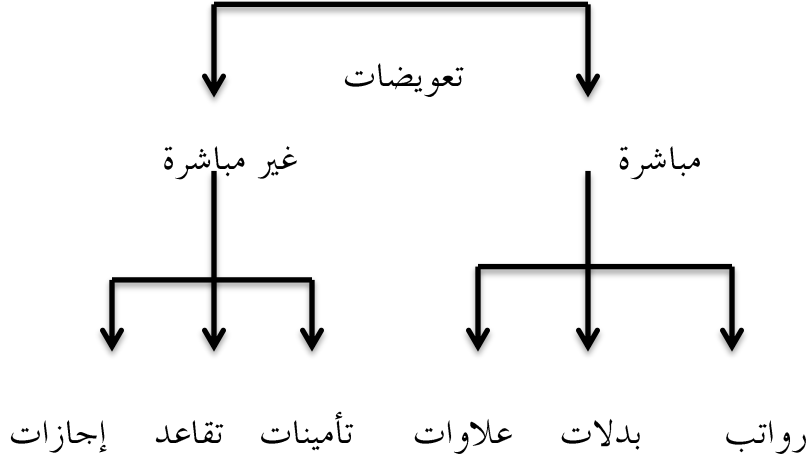 تعويضات
مباشرة غير مباشرة
رواتب بدلات علاوات تأمينات تقاعد إجازات